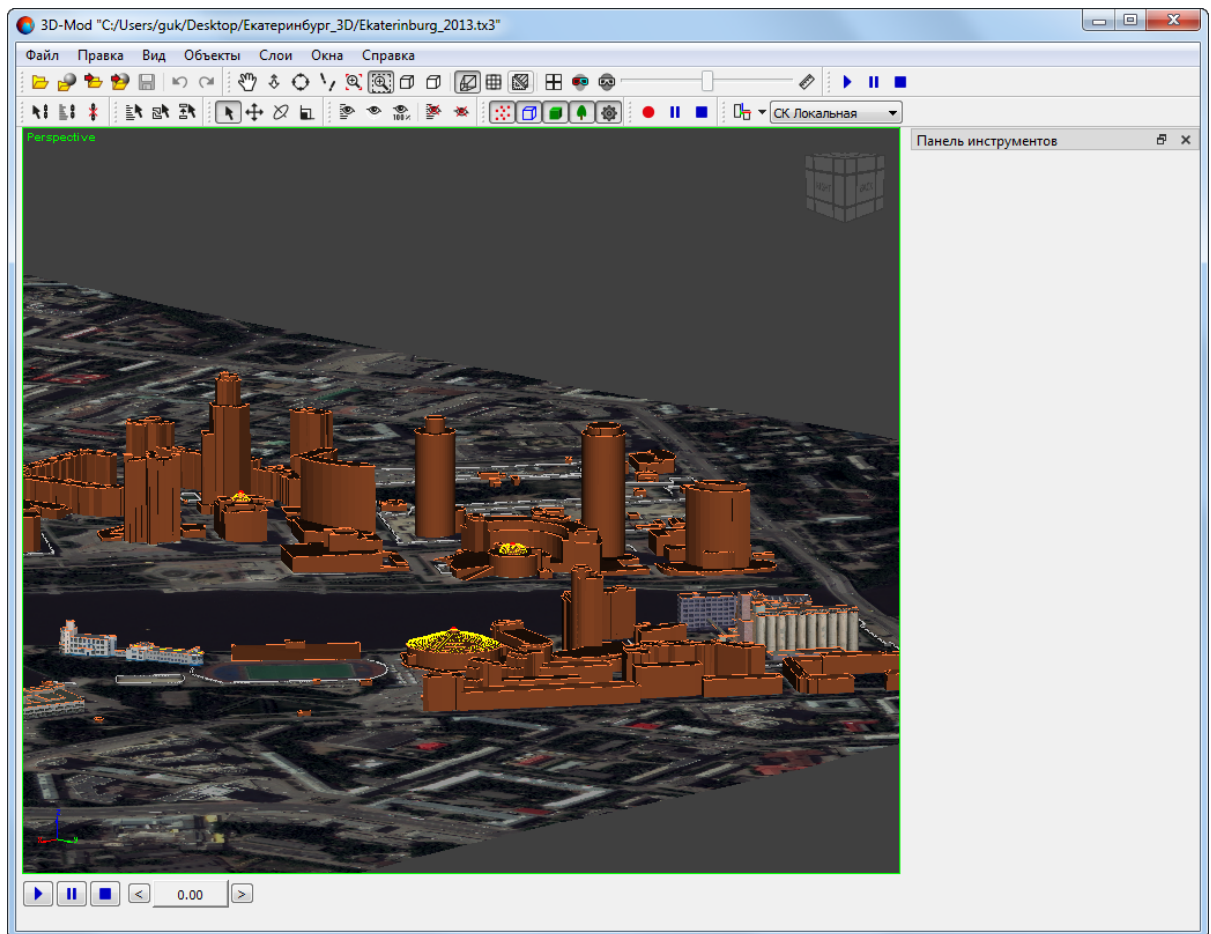 3D-Mod "C:/Users/guk/Desktop/Екатеринбург_3D/Ekaterinburg_2013.tx3"
Файл Правка Вид Объекты Слои Окна Справка
100%
СК Локальная
Perspective
Панель инструментов
0.00